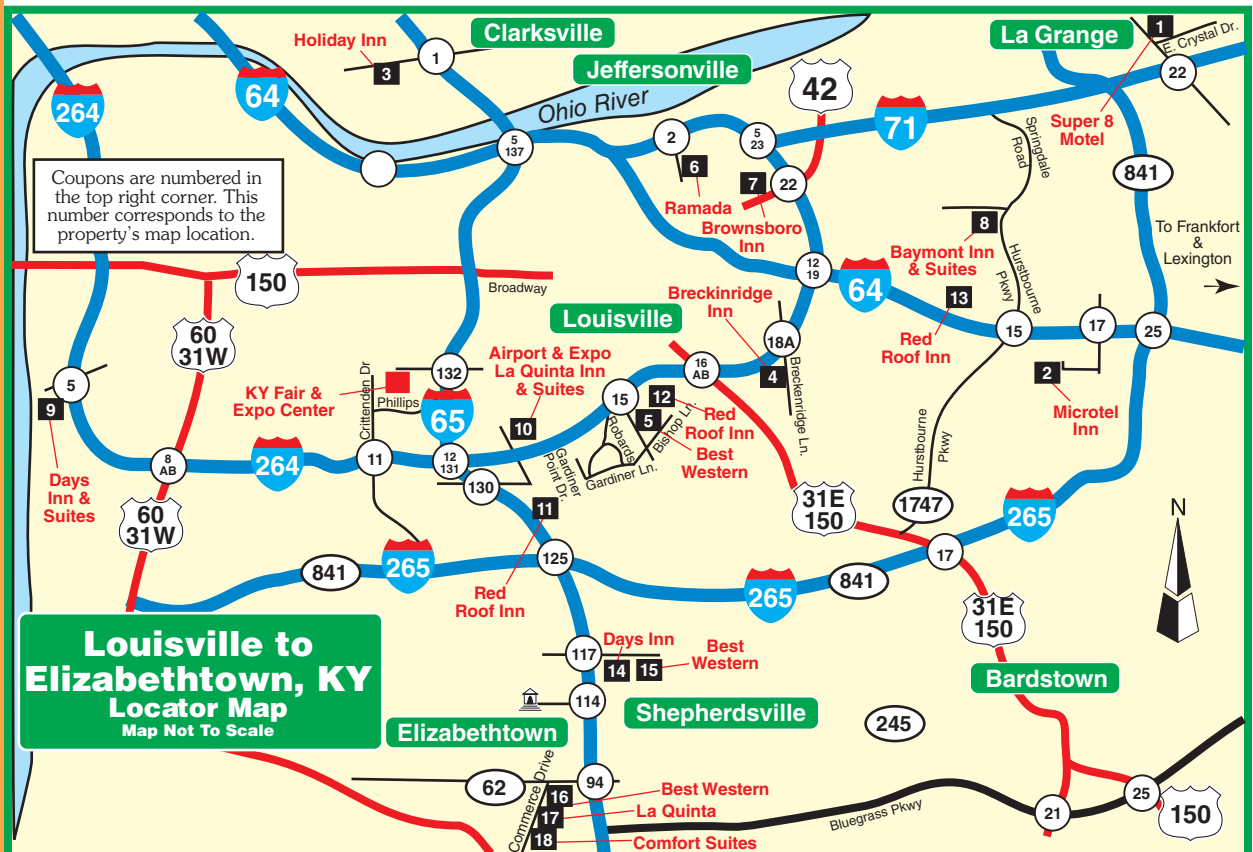 Clarksville
La Grange
1
E. Crystal Dr.
Holiday Inn
3
1
Jeffersonville
22
42
264
64
Ohio River
71
Super 8
Motel
2
5
23
Springdale
Road
5
137
841
Coupons are numbered in
the top right corner. This
number corresponds to the
property's map location.
6
Ramada
7
22
Brownsboro
Inn
8
Baymont Inn
& Suites
Hurstbourne
Pkwy
To Frankfort
&
Lexington
150
Broadway
12
19
64
Breckinridge
Inn
13
Red
Roof Inn
Louisville
60
31W
18A
15
17
25
Airport & Expo
La Quinta Inn
& Suites
16
AB
132
4
Breckenridge Ln.
2
Microtel
Inn
5
9
Days
Inn &
Suites
KY Fair &
Expo Center
Crittenden Dr
Phillips
65
15
12
Red
Roof Inn
5
Best
Western
10
Robards
Bishop Ln.
Gardiner Ln.
Gardiner
Point Dr.
Hurstbourne
Pkwy
8
AB
264
11
12
131
130
60
31W
11
Red
Roof Inn
31E
150
1747
265
N
841
265
125
265
841
17
31E
150
Louisville to
Elizabethtown, KY
Locator Map
Map Not To Scale
117
Days Inn
14
15
Best
Western
Bardstown
114
Shepherdsville
245
Elizabethtown
62
Commerce Drive
94
16
Best Western
17
La Quinta
18
Comfort Suites
Bluegrass Pkwy
21
25
150